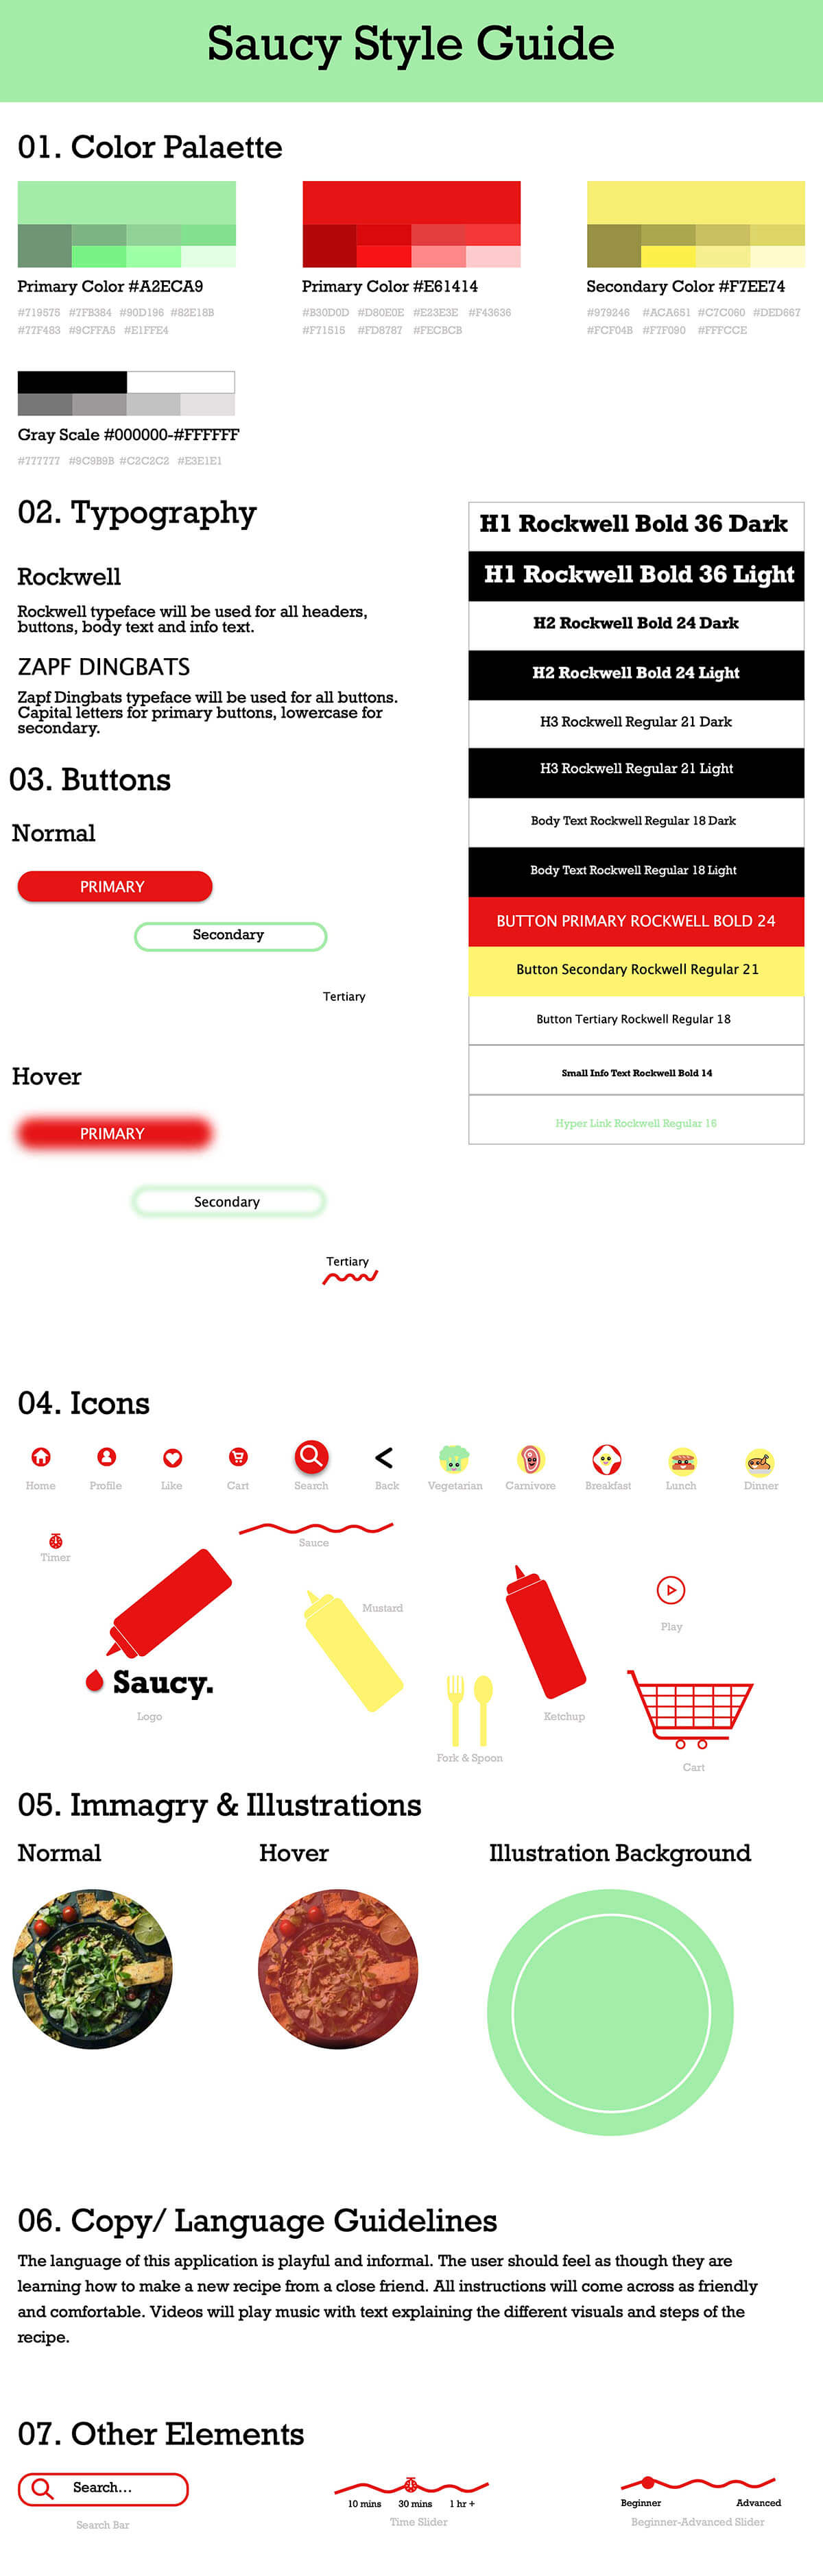 Saucy Style Guide
01. Color Palaette
Primary Color #A2ECA9
#719575 #7FB384 #90D196 #82E18B
#77F483 #9CFFA5 #E1FFE4
Primary Color #E61414
#B30D0D #D80E0E #E23E3E #F43636
#F71515 #FD8787 #FECBCB
Secondary Color #F7EE74
#979246 #ACA651 #C7C060 #DED667
#FCF04B #F7F090 #FFFCCE
Gray Scale #000000-#FFFFFF
#777777 #9C9B9B #C2C2C2 #E3E1E1
02. Typography
Rockwell
Rockwell typeface will be used for all headers,
buttons, body text and info text.
ZAPF DINGBATS
Zapf Dingbats typeface will be used for all buttons.
Capital letters for primary buttons, lowercase for
secondary.
H1 Rockwell Bold 36 Dark
H1 Rockwell Bold 36 Light
H2 Rockwell Bold 24 Dark
H2 Rockwell Bold 24 Light
H3 Rockwell Regular 21 Dark
H3 Rockwell Regular 21 Light
Body Text Rockwell Regular 18 Dark
Body Text Rockwell Regular 18 Light
BUTTON PRIMARY ROCKWELL BOLD 24
Button Secondary Rockwell Regular 21
Button Tertiary Rockwell Regular 18
Small Info Text Rockwell Bold 14
Hyper Link Rockwell Regular 16
03. Buttons
Normal
PRIMARY
Secondary
Tertiary
Hover
PRIMARY
Secondary
Tertiary
04. Icons
Home Profile Like Cart Search Back Vegetarian Carnivore Breakfast Lunch Dinner
Timer
Sauce
Mustard
Play
Saucy.
Logo
Ketchup
Fork & Spoon
Cart
05. Immagry & Illustrations
Normal
Hover
Illustration Background
06. Copy/ Language Guidelines
The language of this application is playful and informal. The user should feel as though they are
learning how to make a new recipe from a close friend. All instructions will come across as friendly
and comfortable. Videos will play music with text explaining the different visuals and steps of the
recipe.
07. Other Elements
Search...
Search Bar
10 mins 30 mins 1 hr +
Time Slider
Beginner Advanced
Beginner-Advanced Slider